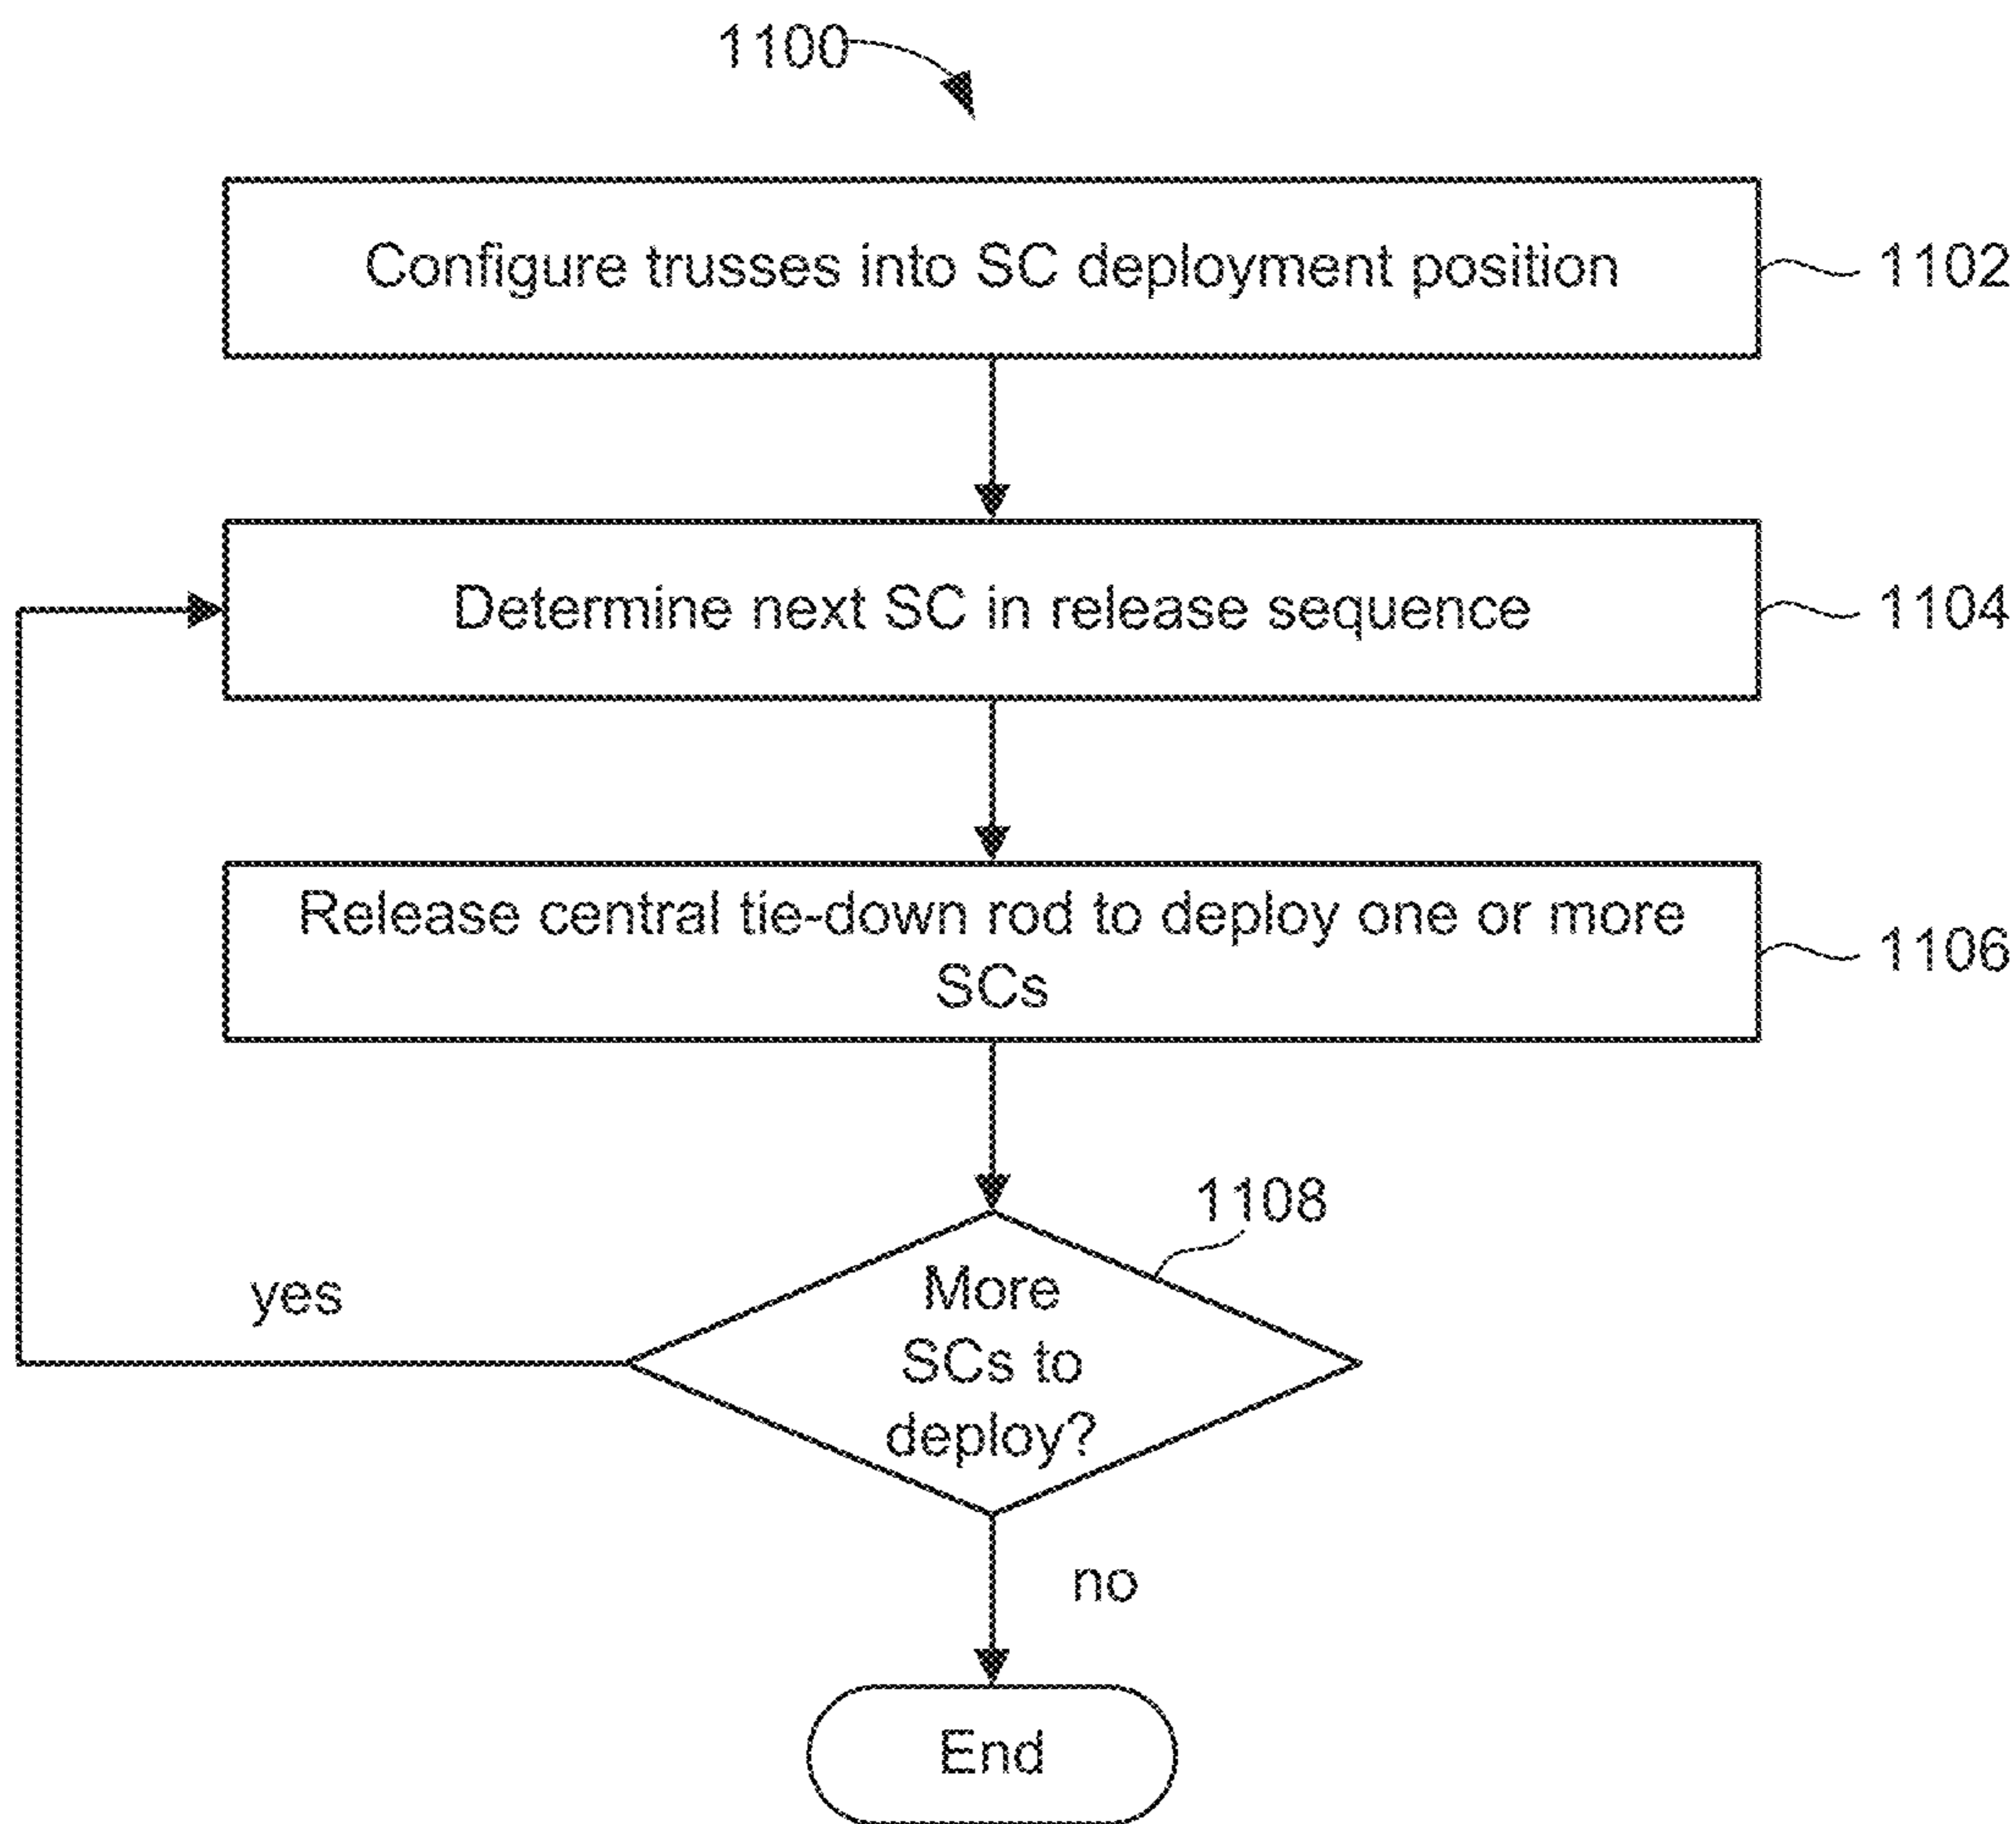 1100
Configure trusses into SC deployment position
1102
Determine next SC in release sequence
1104
Release central tie-down rod to deploy one or more
SCs
1106
1108
More
SCs to
deploy?
yes
no
End